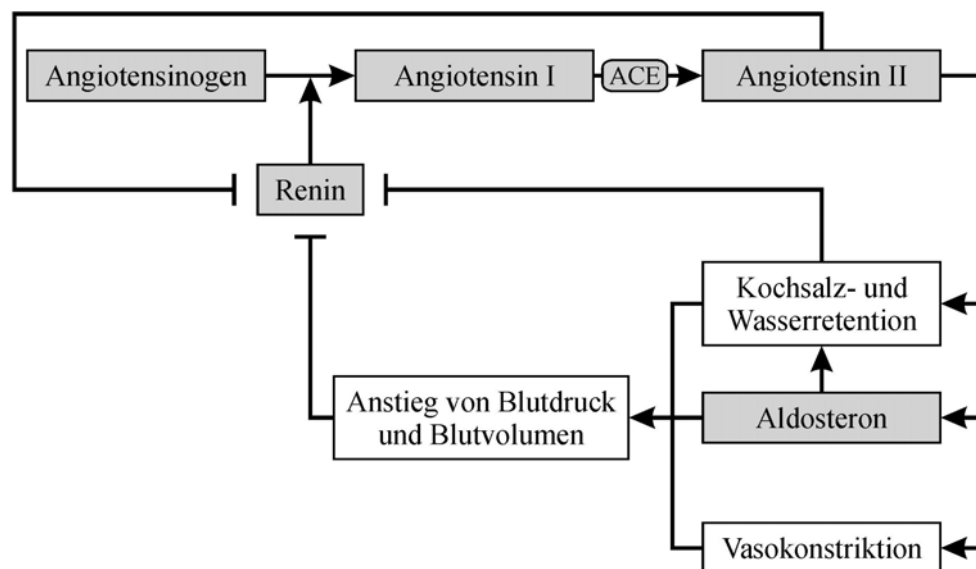 Angiotensinogen
Angiotensin I
ACE
Angiotensin II
Renin
Kochsalz- und
Wasserretention
Anstieg von Blutdruck
und Blutvolumen
Aldosteron
Vasokonstriktion